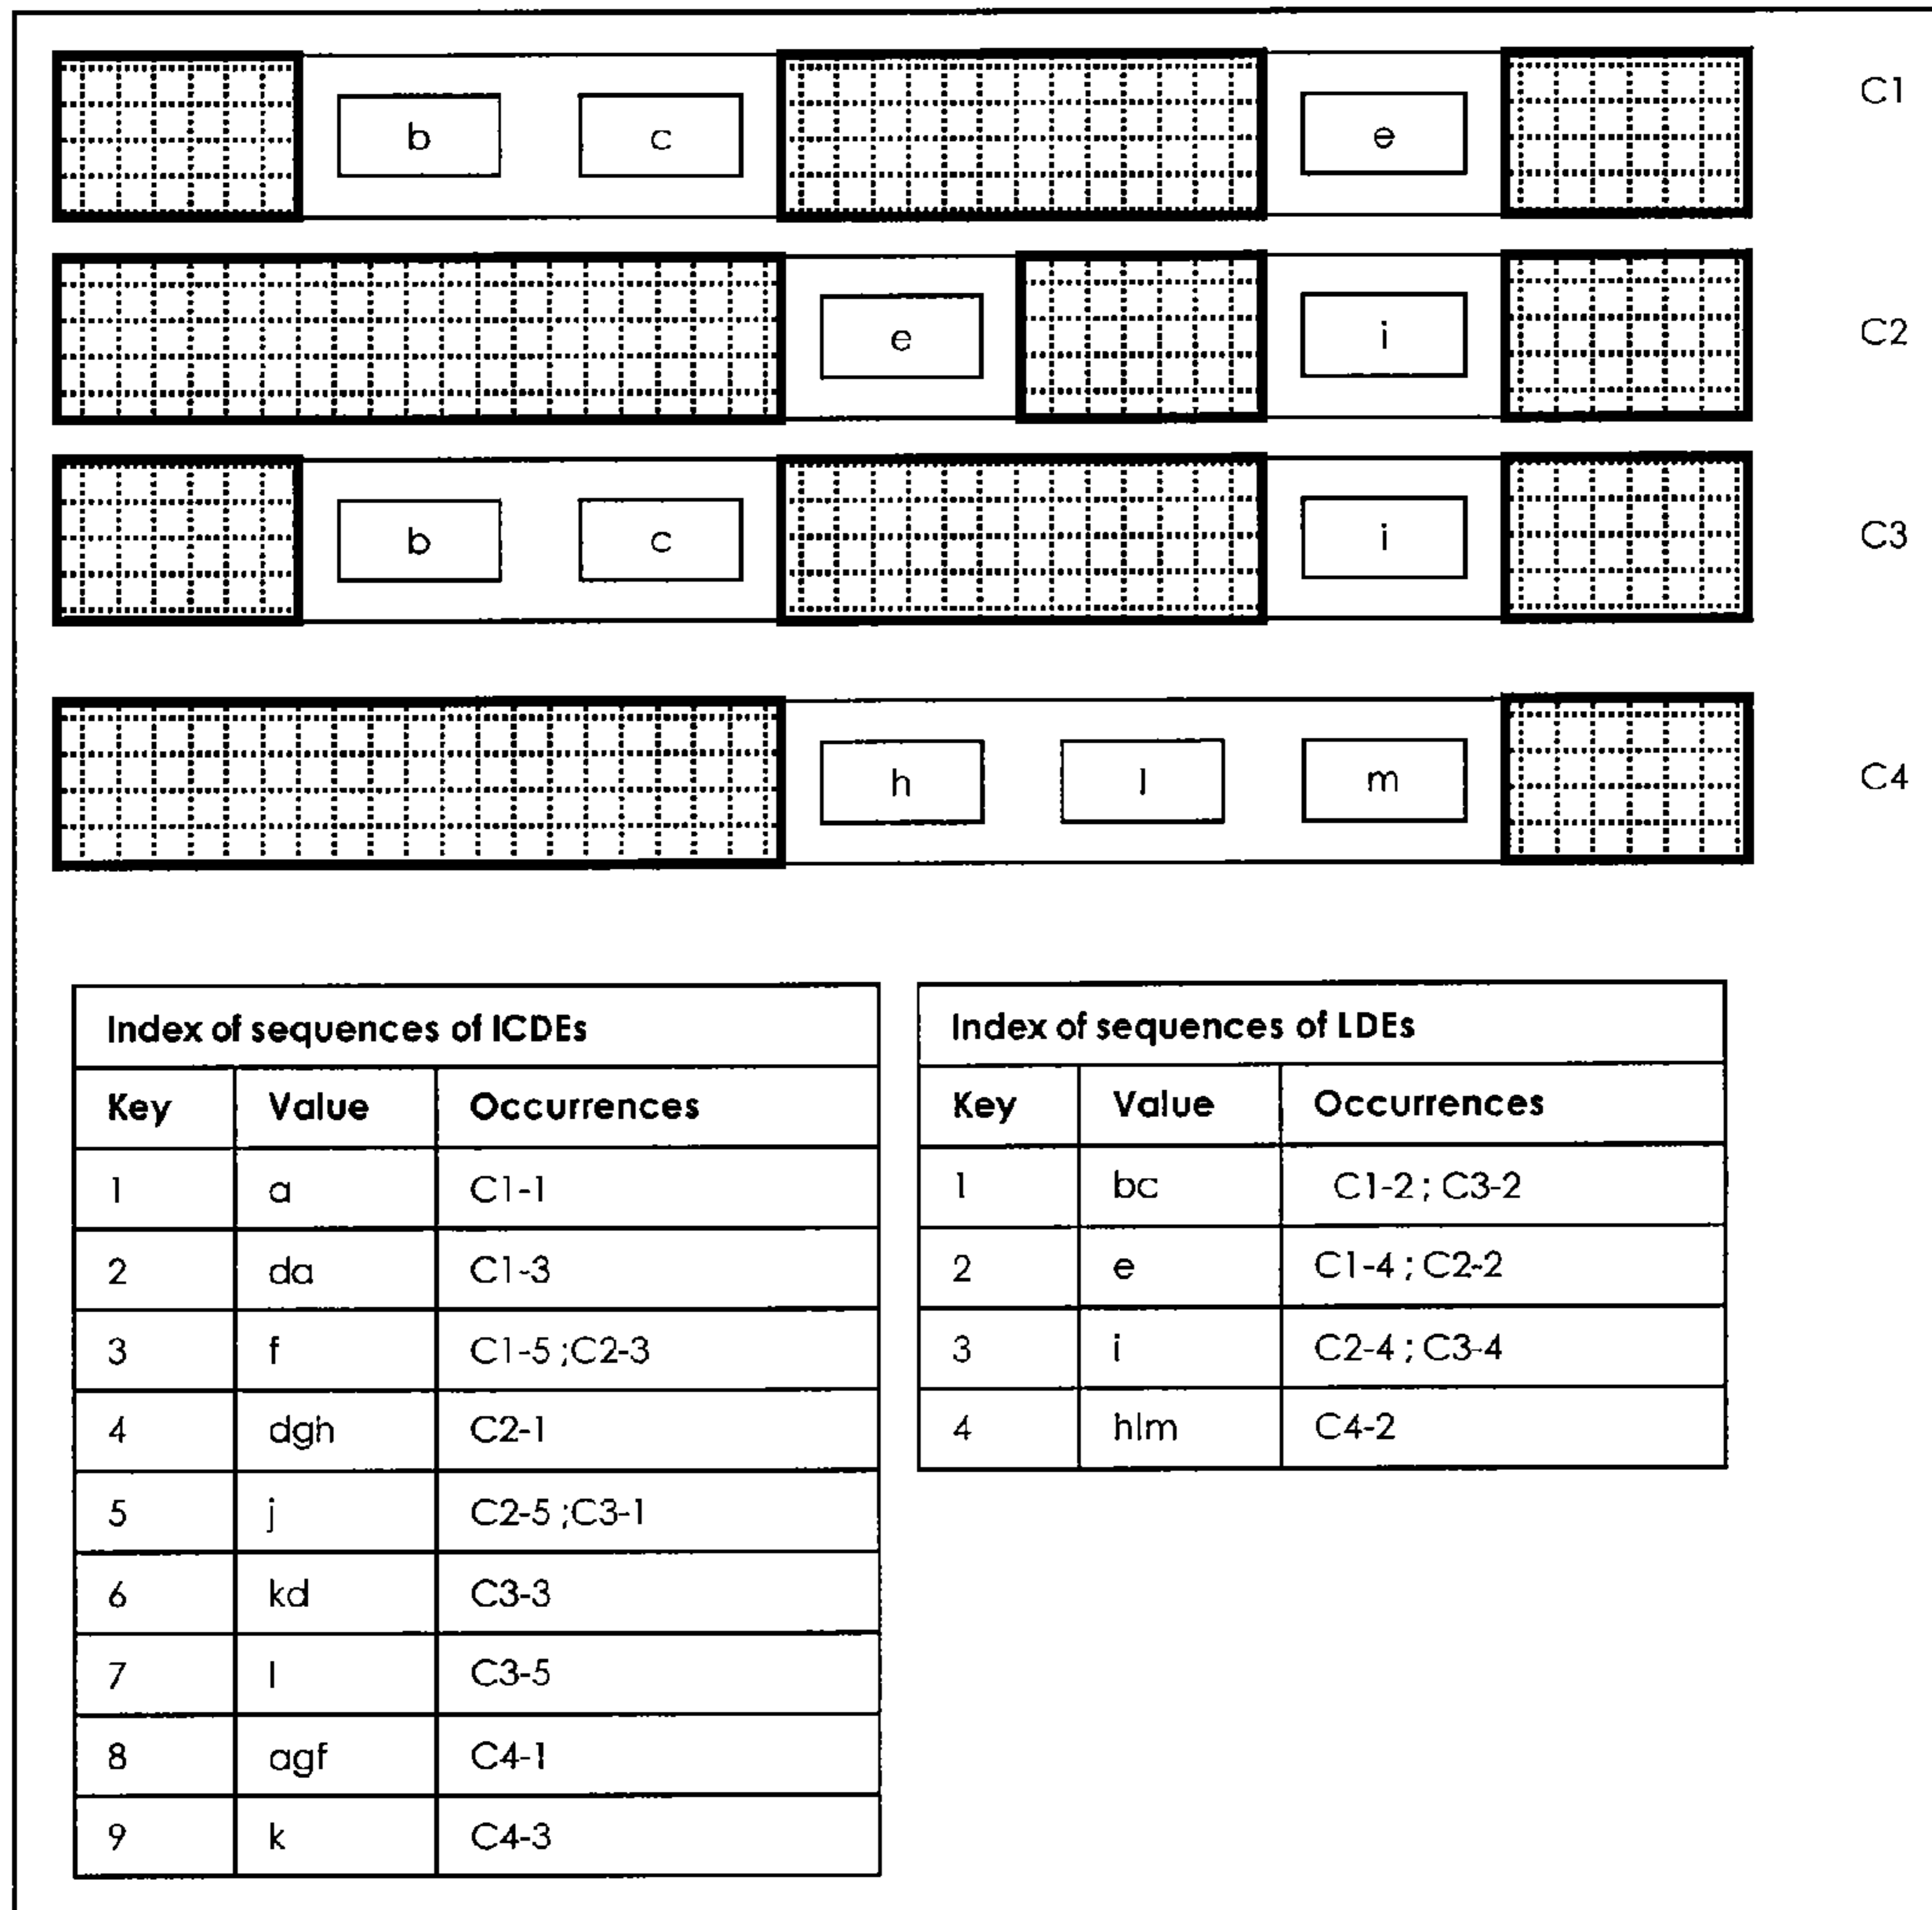 b c e C1
e i C2
b c i C3
h l m C4
Index of sequences of ICDEs
Key Value Occurrences
1 a C1-1
2 da C1-3
3 f C1-5 ;C2-3
4 dgh C2-1
5 j C2-5 ;C3-1
6 kd C3-3
7 l C3-5
8 agf C4-1
9 k C4-3
Index of sequences of LDEs
Key Value Occurrences
1 bc C1-2 ; C3-2
2 e C1-4 ; C2-2
3 i C2-4 ; C3-4
4 hlm C4-2